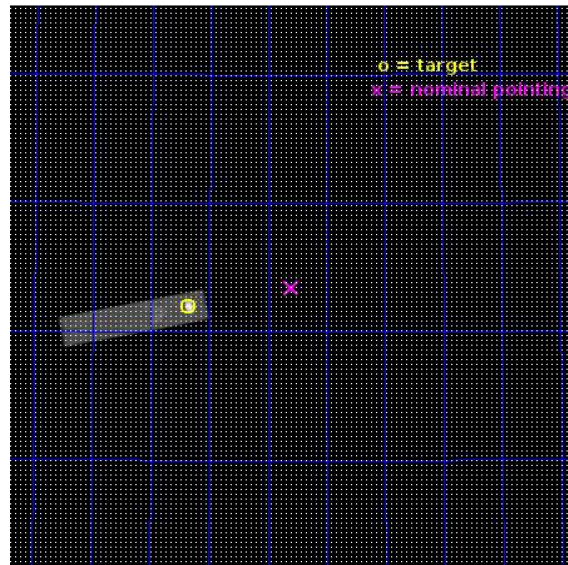 o = target
x = nominal pointing